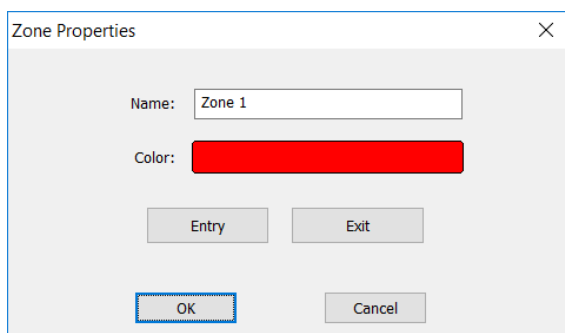 Zone Properties
Name: Zone 1
Color:
Entry Exit
OK Cancel